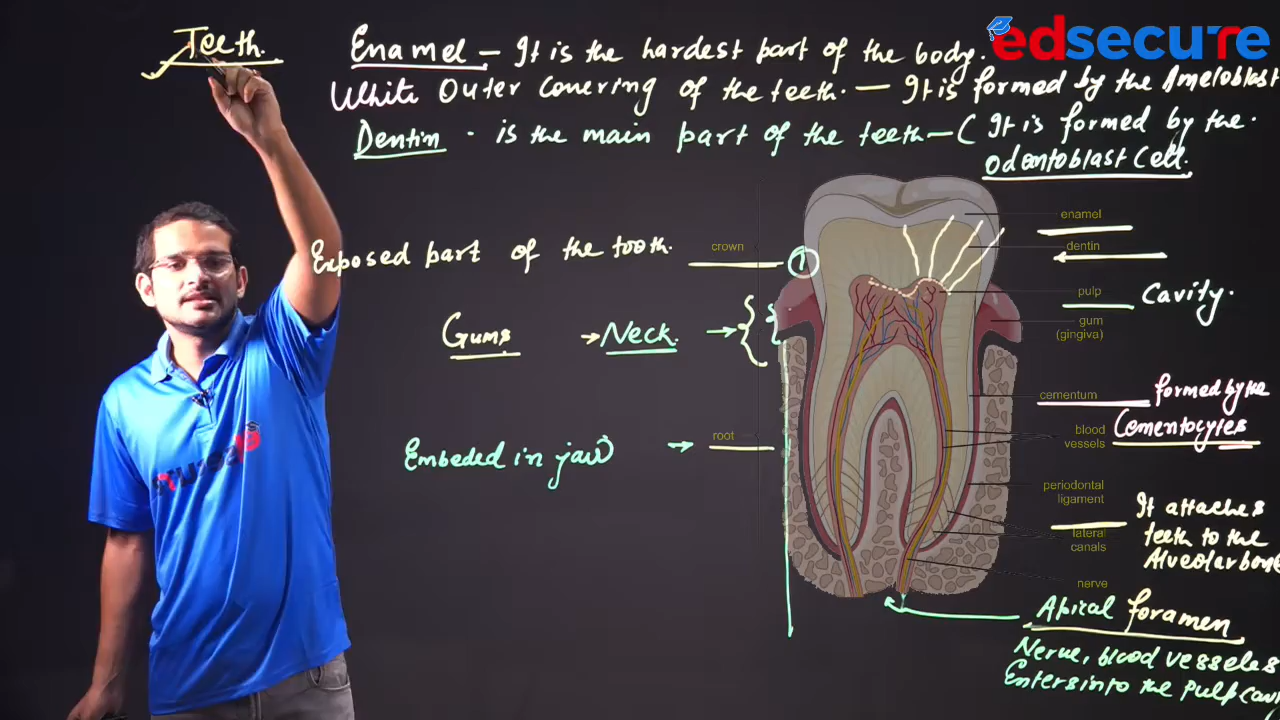 edsecure
Teeth.
Enamel - It is the hardest part of the body.
White Outer Covering of the teeth. - It is formed by the Ameloblast
Dentin . is the main part of the teeth - ( It is formed by the.
Odentoblast Cell.
enamel
dentin
pulp Cavity.
gum
(gingiva)
Exposed part of the tooth. crown 1
Gums → Neck →
Embeded in jaw → root
cementum formed by the
Cementocytes
blood
vessels
periodontal
ligament
lateral
canals
It attaches
teeth to the
Alveolar bone
nerve
Apical foramen
Nerve, blood vesseles
Enters into the Pulp cavi